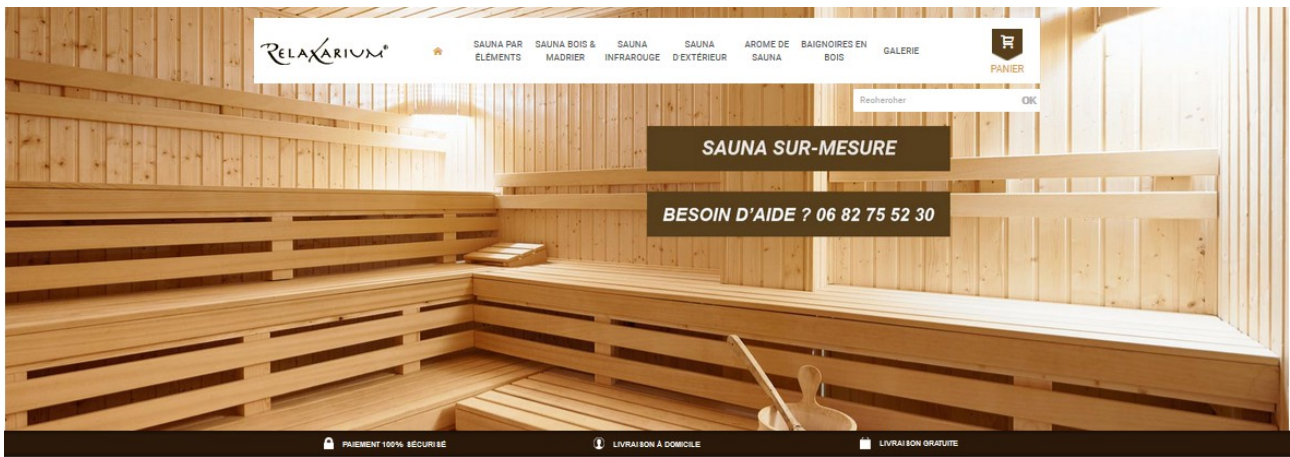 RELAXARIUM®
SAUNA PAR
ÉLÉMENTS
SAUNA BOIS &
MADRIER
SAUNA
INFRAROUGE
SAUNA
D'EXTÉRIEUR
AROME DE
SAUNA
BAIGNOIRES EN
BOIS
GALERIE
PANIER
Rechercher
OK
SAUNA SUR-MESURE
BESOIN D'AIDE ? 06 82 75 52 30
PAIEMENT 100% SÉCURISÉ
LIVRAISON À DOMICILE
LIVRAISON GRATUITE